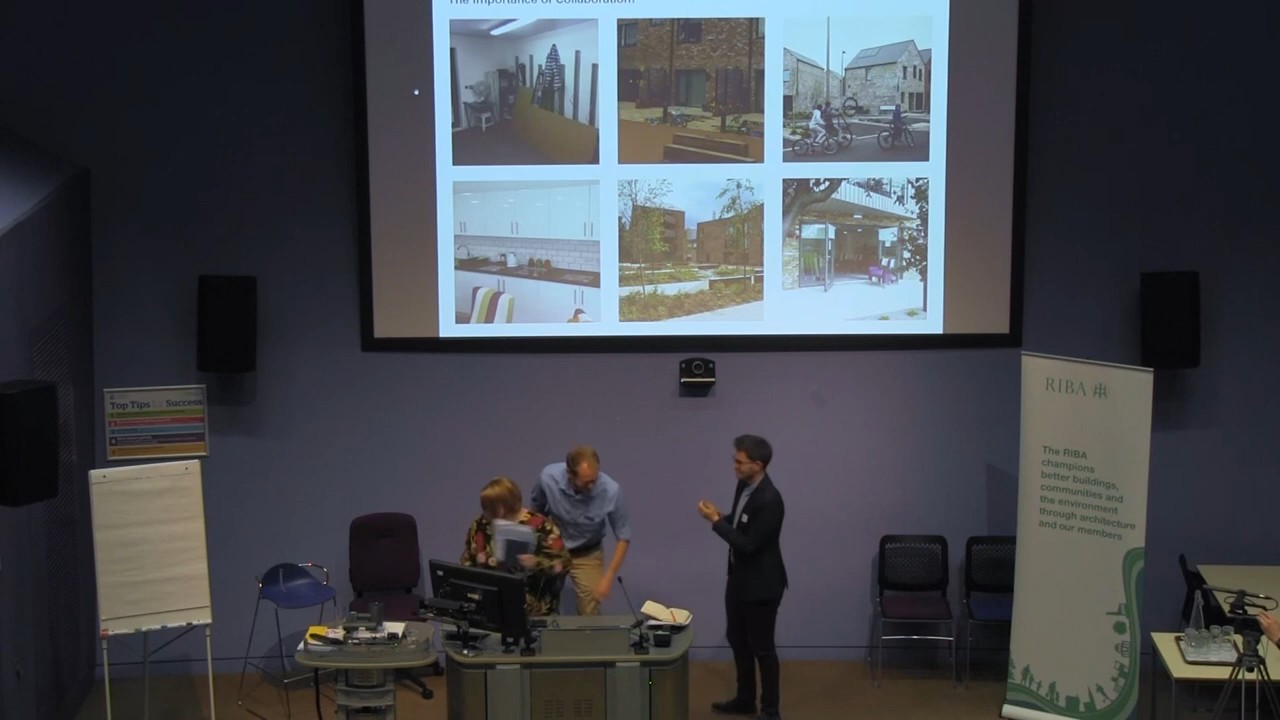 The Importance of Collaboration!
Top Tips for Success
RIBA
The RIBA
champions
better buildings,
communities and
the environment
through architecture
and our members